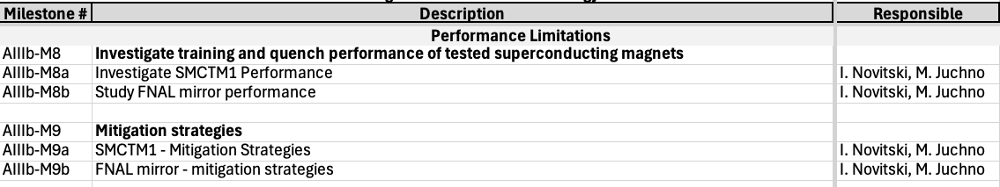 Milestone # Description Responsible
Performance Limitations
AIIIb-M8 Investigate training and quench performance of tested superconducting magnets
AIIIb-M8a Investigate SMCTM1 Performance I. Novitski, M. Juchno
AIIIb-M8b Study FNAL mirror performance I. Novitski, M. Juchno
AIIIb-M9 Mitigation strategies
AIIIb-M9a SMCTM1 - Mitigation Strategies I. Novitski, M. Juchno
AIIIb-M9b FNAL mirror - mitigation strategies I. Novitski, M. Juchno